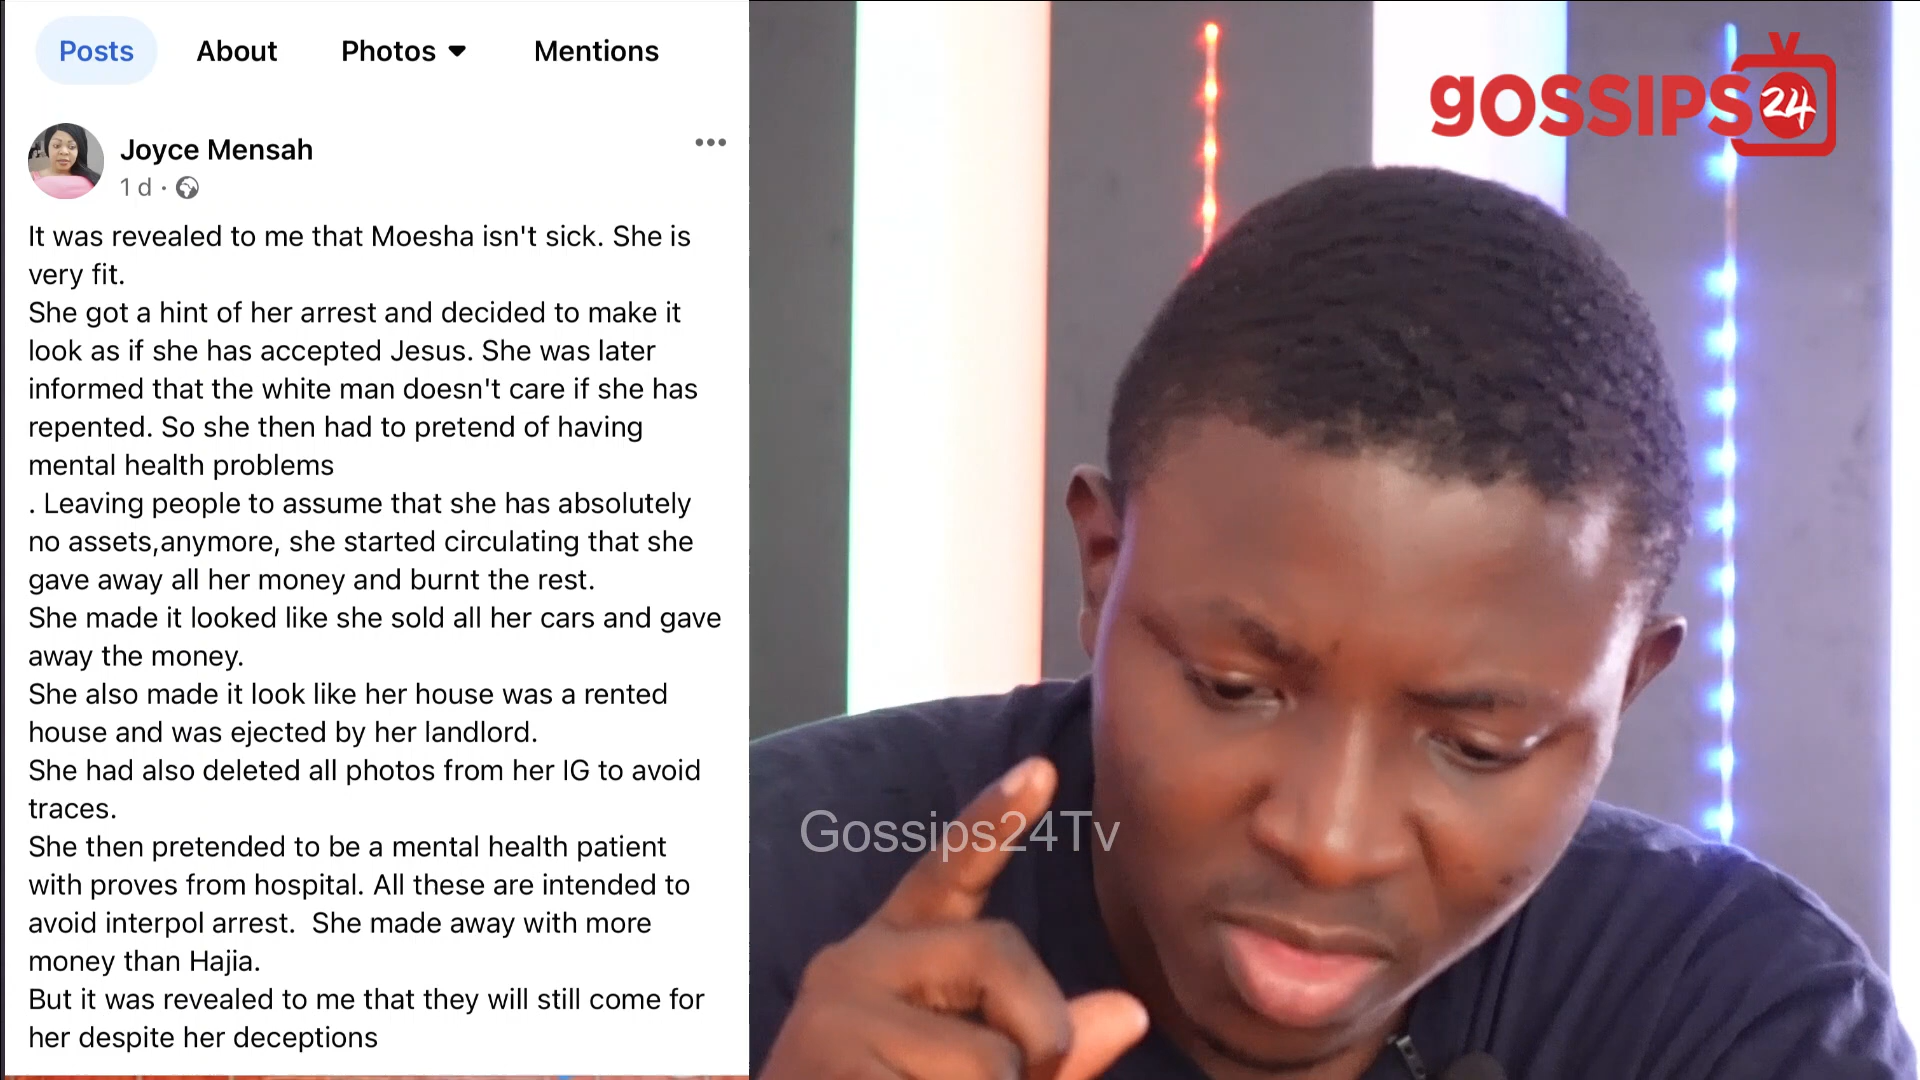 Posts About Photos Mentions
Joyce Mensah
1 d ·
It was revealed to me that Moesha isn't sick. She is
very fit.
She got a hint of her arrest and decided to make it
look as if she has accepted Jesus. She was later
informed that the white man doesn't care if she has
repented. So she then had to pretend of having
mental health problems
. Leaving people to assume that she has absolutely
no assets,anymore, she started circulating that she
gave away all her money and burnt the rest.
She made it looked like she sold all her cars and gave
away the money.
She also made it look like her house was a rented
house and was ejected by her landlord.
She had also deleted all photos from her IG to avoid
traces.
She then pretended to be a mental health patient
with proves from hospital. All these are intended to
avoid interpol arrest.  She made away with more
money than Hajia.
But it was revealed to me that they will still come for
her despite her deceptions
gOSSIPS 24
Gossips24Tv